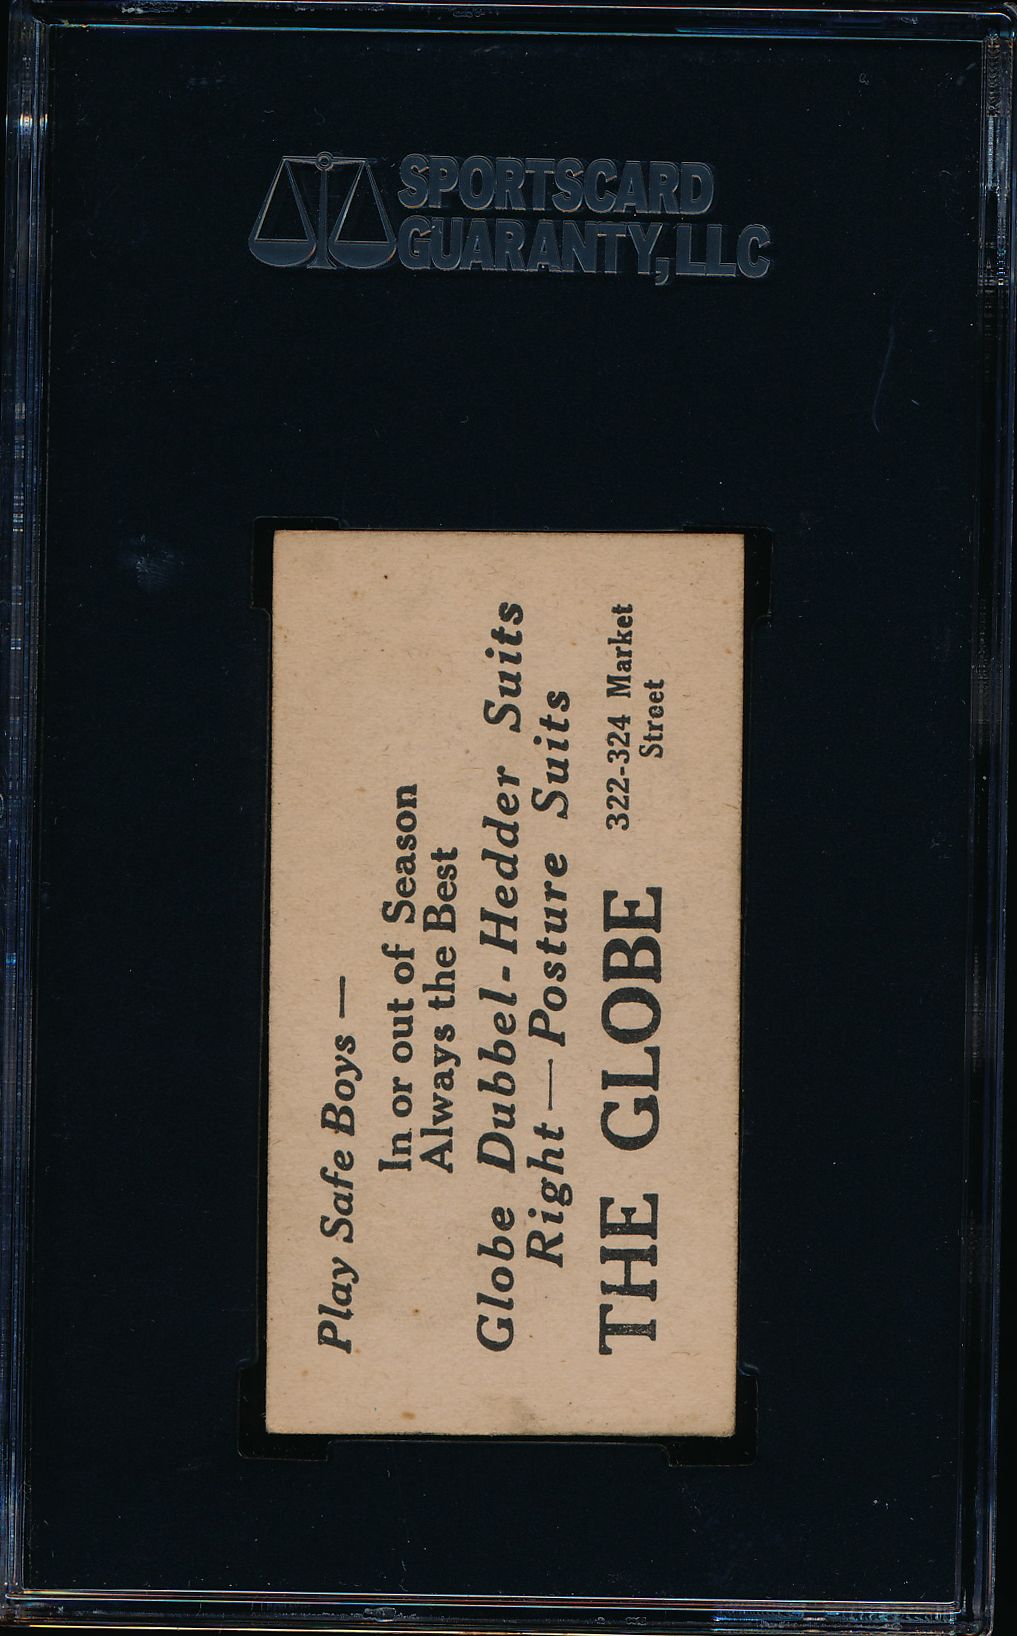 SPORTSCARD
GUARANTY, LLC
Play Safe Boys —
In or out of Season
Always the Best
Globe Dubbel-Hedder Suits
Right — Posture Suits
THE GLOBE 322-324 Market
Street